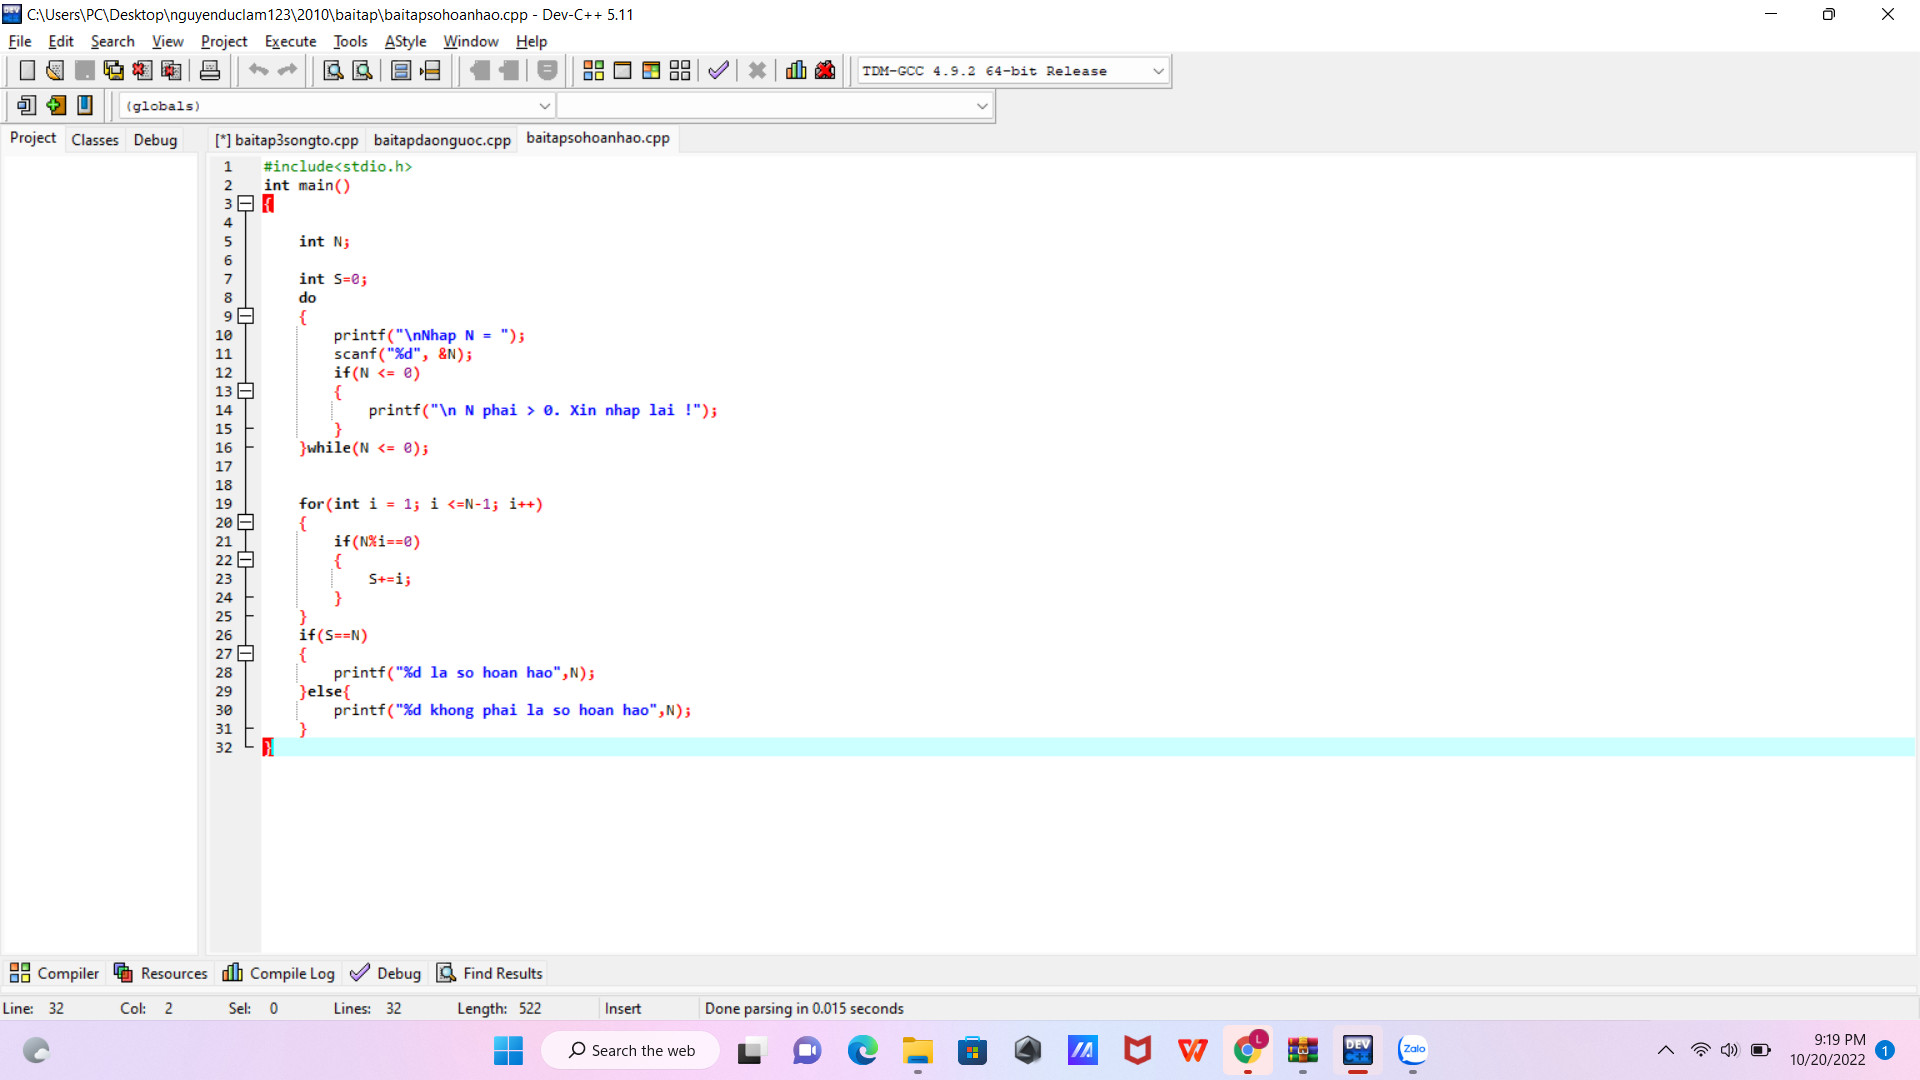 C:\Users\PC\Desktop\nguyenduclam123\2010\baitap\baitapsohoanhao.cpp - Dev-C++ 5.11
File Edit Search View Project Execute Tools AStyle Window Help
TDM-GCC 4.9.2 64-bit Release
(globals)
Project Classes Debug
[*] baitap3songto.cpp baitapdaonguoc.cpp baitapsohoanhao.cpp
1 #include<stdio.h>
2 int main()
3 {
4
5 int N;
6
7 int S=0;
8 do
9 {
10 printf("\nNhap N = ");
11 scanf("%d", &N);
12 if(N <= 0)
13 {
14 printf("\n N phai > 0. Xin nhap lai !");
15 }
16 }while(N <= 0);
17
18
19 for(int i = 1; i <=N-1; i++)
20 {
21 if(N%i==0)
22 {
23 S+=i;
24 }
25 }
26 if(S==N)
27 {
28 printf("%d la so hoan hao",N);
29 }else{
30 printf("%d khong phai la so hoan hao",N);
31 }
32 }
Compiler Resources Compile Log Debug Find Results
Line: 32 Col: 2 Sel: 0 Lines: 32 Length: 522 Insert Done parsing in 0.015 seconds
Search the web
L
DEV C++
Zalo
9:19 PM
10/20/2022
1